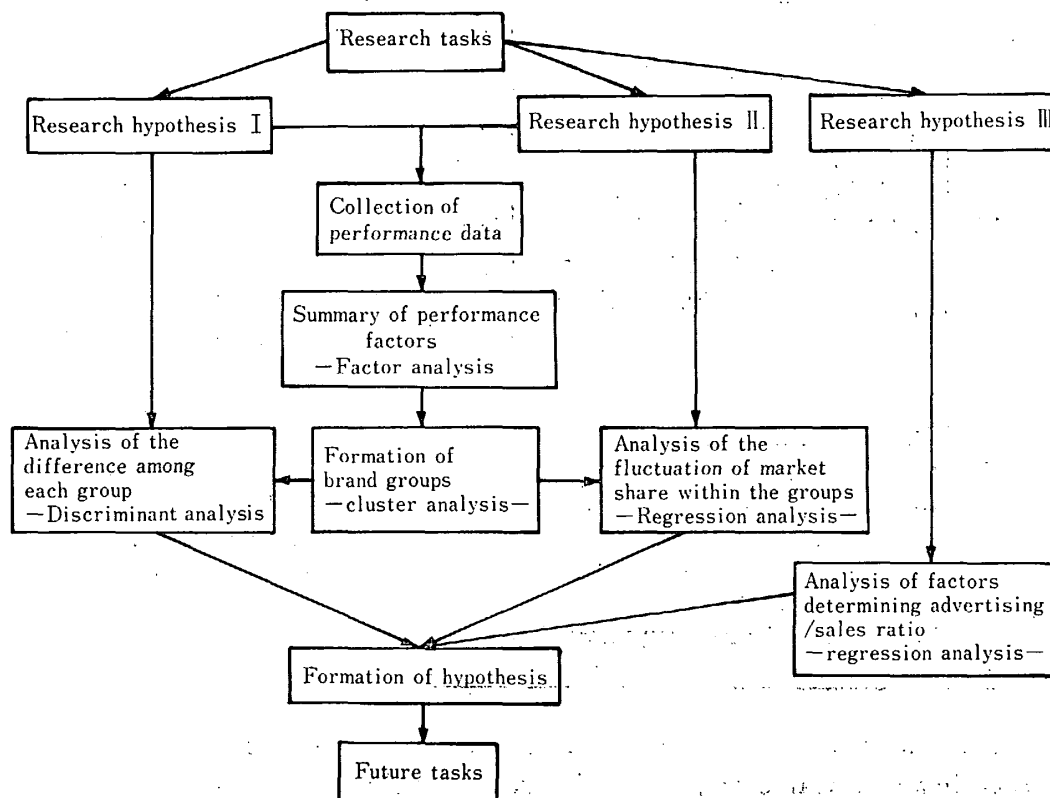 Research tasks
Research hypothesis I
Research hypothesis II
Research hypothesis III
Collection of
performance data
Summary of performance
factors
—Factor analysis
Analysis of the
difference among
each group
—Discriminant analysis
Formation of
brand groups
—cluster analysis—
Analysis of the
fluctuation of market
share within the groups
—Regression analysis—
Analysis of factors
determining advertising
/sales ratio
—regression analysis—
Formation of hypothesis
Future tasks